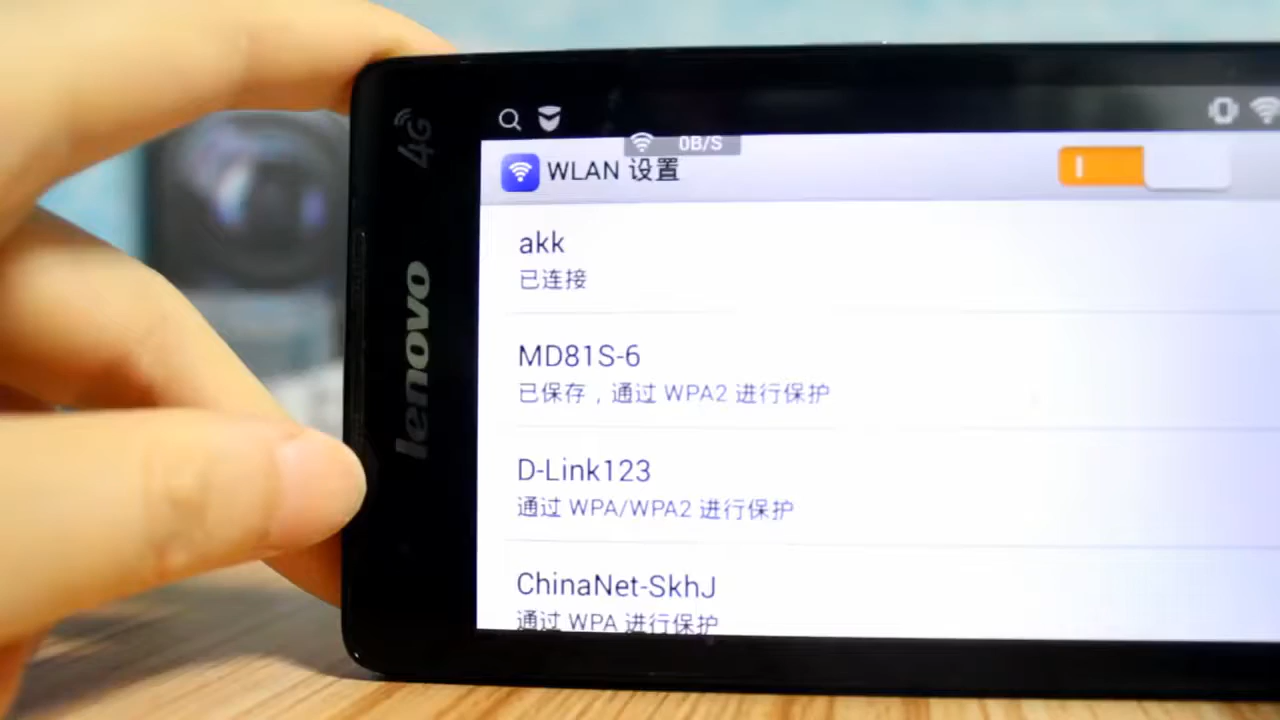 4G
lenovo
0B/S
WLAN 设置
akk
已连接
MD81S-6
已保存，通过 WPA2 进行保护
D-Link123
通过 WPA/WPA2 进行保护
ChinaNet-SkhJ
通过 WPA 进行保护